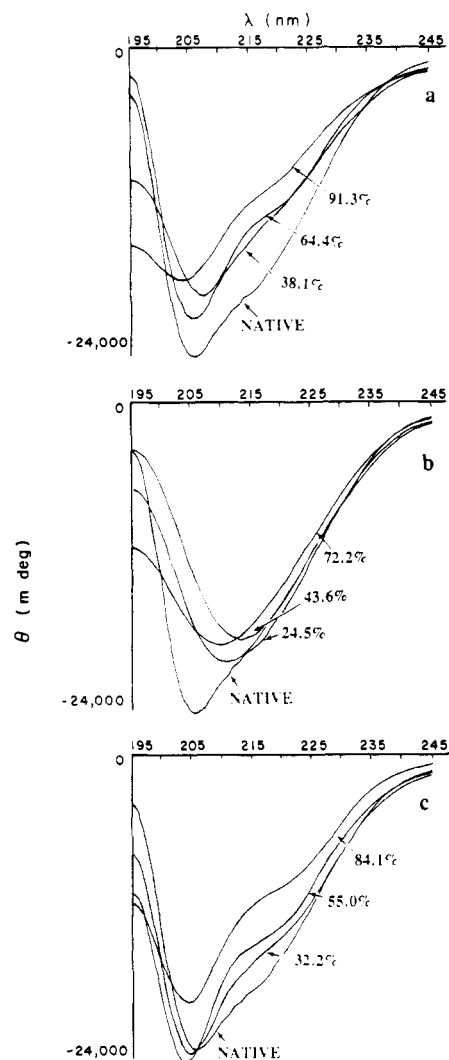 λ (nm)
195 205 215 225 235 245
0
a
91.3%
64.4%
38.1%
NATIVE
-24,000
195 205 215 225 235 245
0
b
72.2%
43.6%
24.5%
NATIVE
-24,000
θ (m deg)
195 205 215 225 235 245
0
c
84.1%
55.0%
32.2%
NATIVE
-24,000